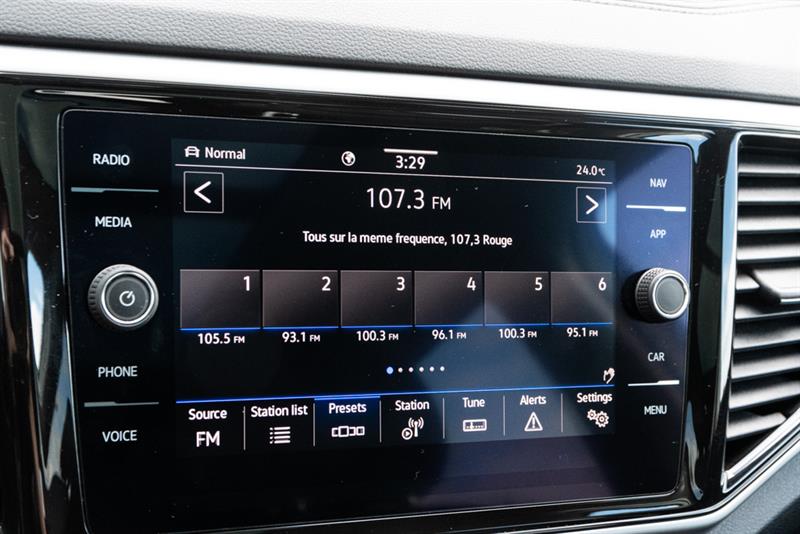 RADIO
MEDIA
PHONE
VOICE
Normal
3:29
24.0°C
107.3 FM
Tous sur la meme frequence, 107,3 Rouge
1 2 3 4 5 6
105.5 FM 93.1 FM 100.3 FM 96.1 FM 100.3 FM 95.1 FM
Source Station list Presets Station Tune Alerts Settings
FM
NAV
APP
CAR
MENU